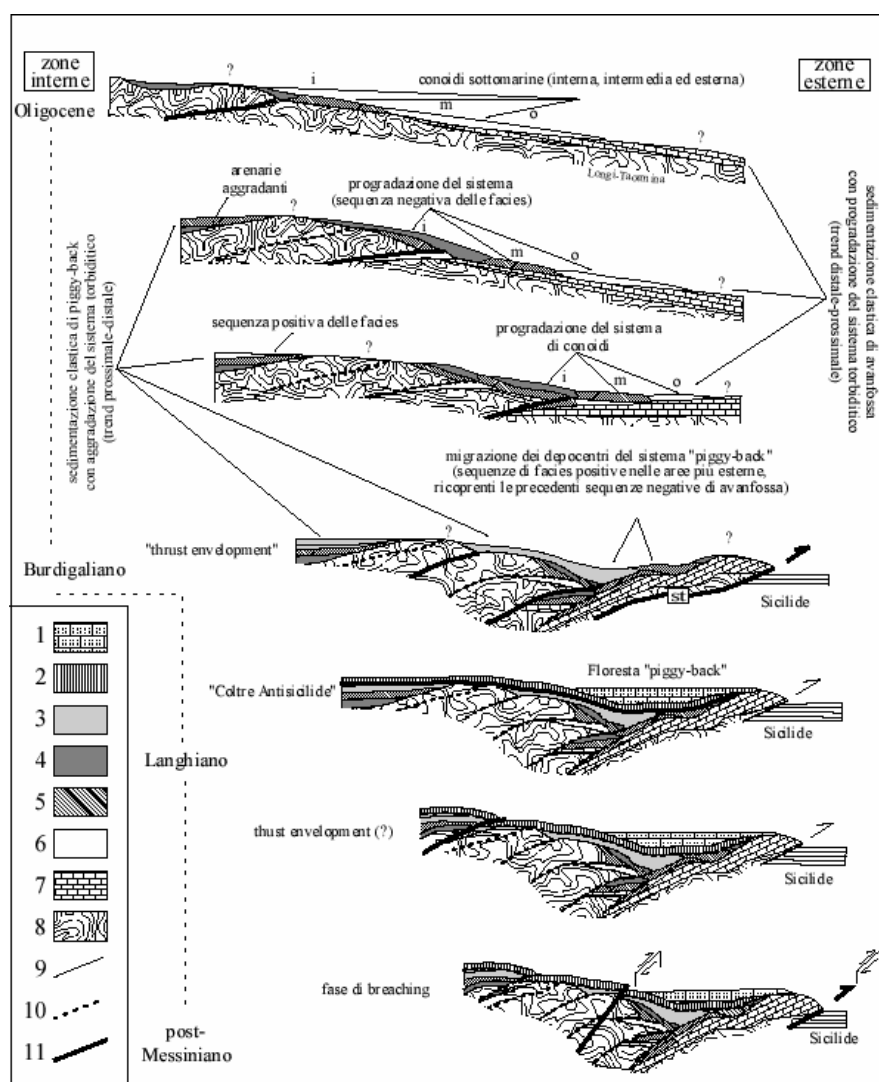 zone
interne
zone
esterne
Oligocene
?
i
conoidi sottomarine (interna, intermedia ed esterna)
m
o
?
Longi-Taormina
arenarie
aggradanti
?
progradazione del sistema
(sequenza negativa delle facies)
i
m
o
?
sequenza positiva delle facies
?
progradazione del sistema
di conoidi
i
m
o
?
sedimentazione clastica di piggy-back
con aggradazione del sistema torbiditico
(trend prossimale-distale)
sedimentazione clastica di avanfossa
con progradazione del sistema torbiditico
(trend distale-prossimale)
migrazione dei depocentri del sistema "piggy-back"
(sequenze di facies positive nelle aree più esterne,
ricoprenti le precedenti sequenze negative di avanfossa)
"thrust envelopment"
?
?
st
Sicilide
Burdigaliano
"Coltre Antisicilide"
Floresta "piggy-back"
Sicilide
Langhiano
thust envelopment (?)
Sicilide
fase di breaching
Sicilide
post-
Messiniano
1
2
3
4
5
6
7
8
9
10
11